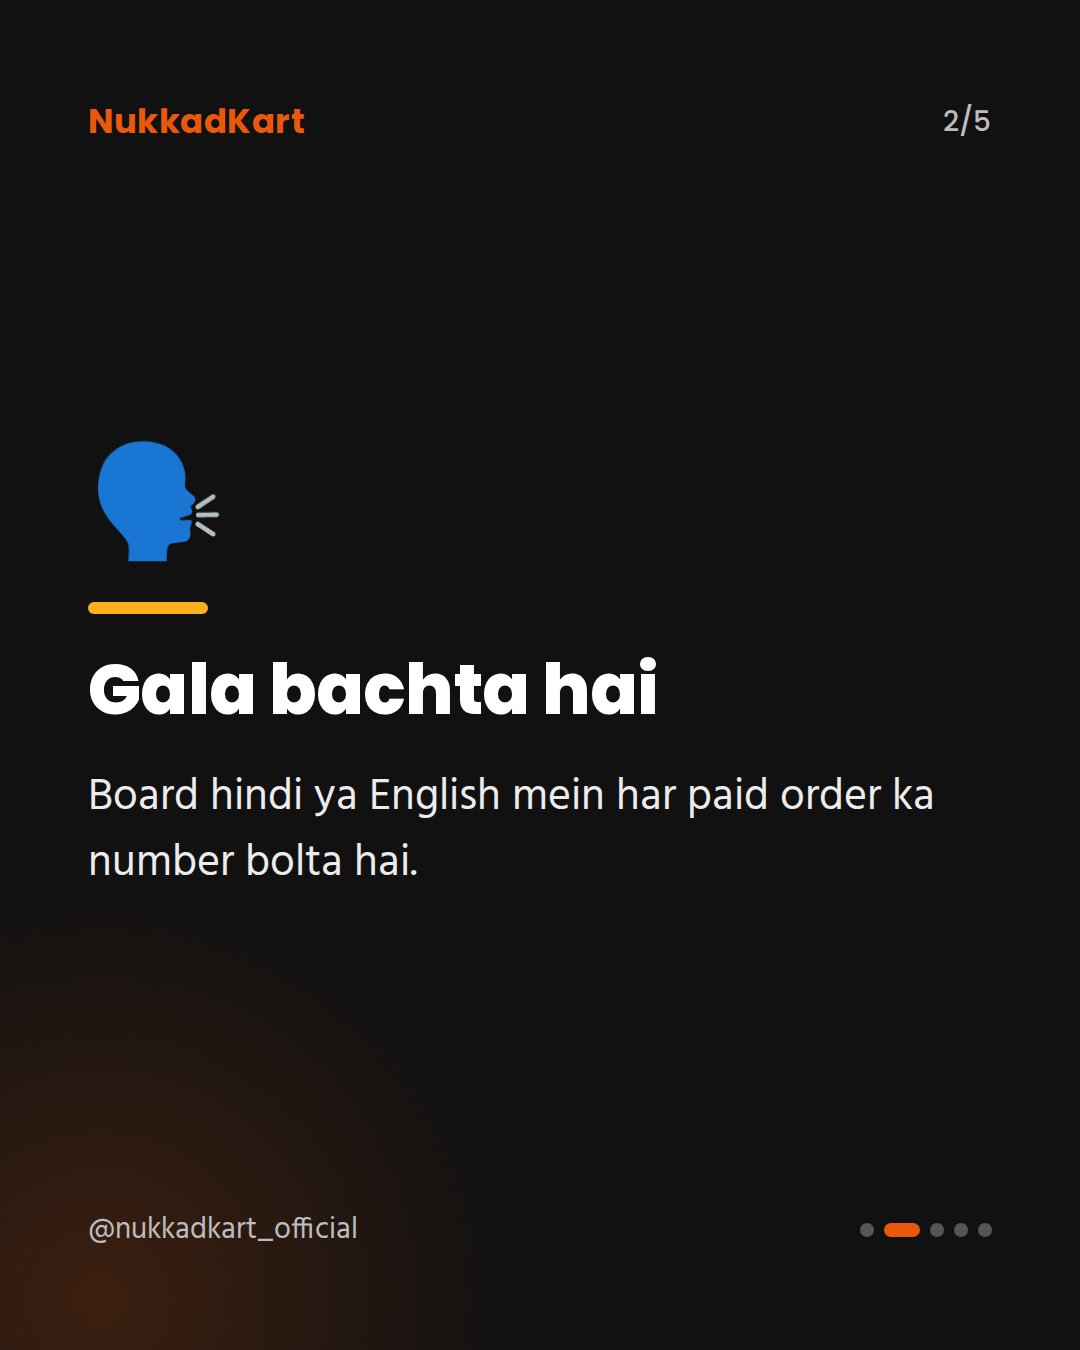 NukkadKart
2/5
Gala bachta hai
Board hindi ya English mein har paid order ka
number bolta hai.
@nukkadkart_official